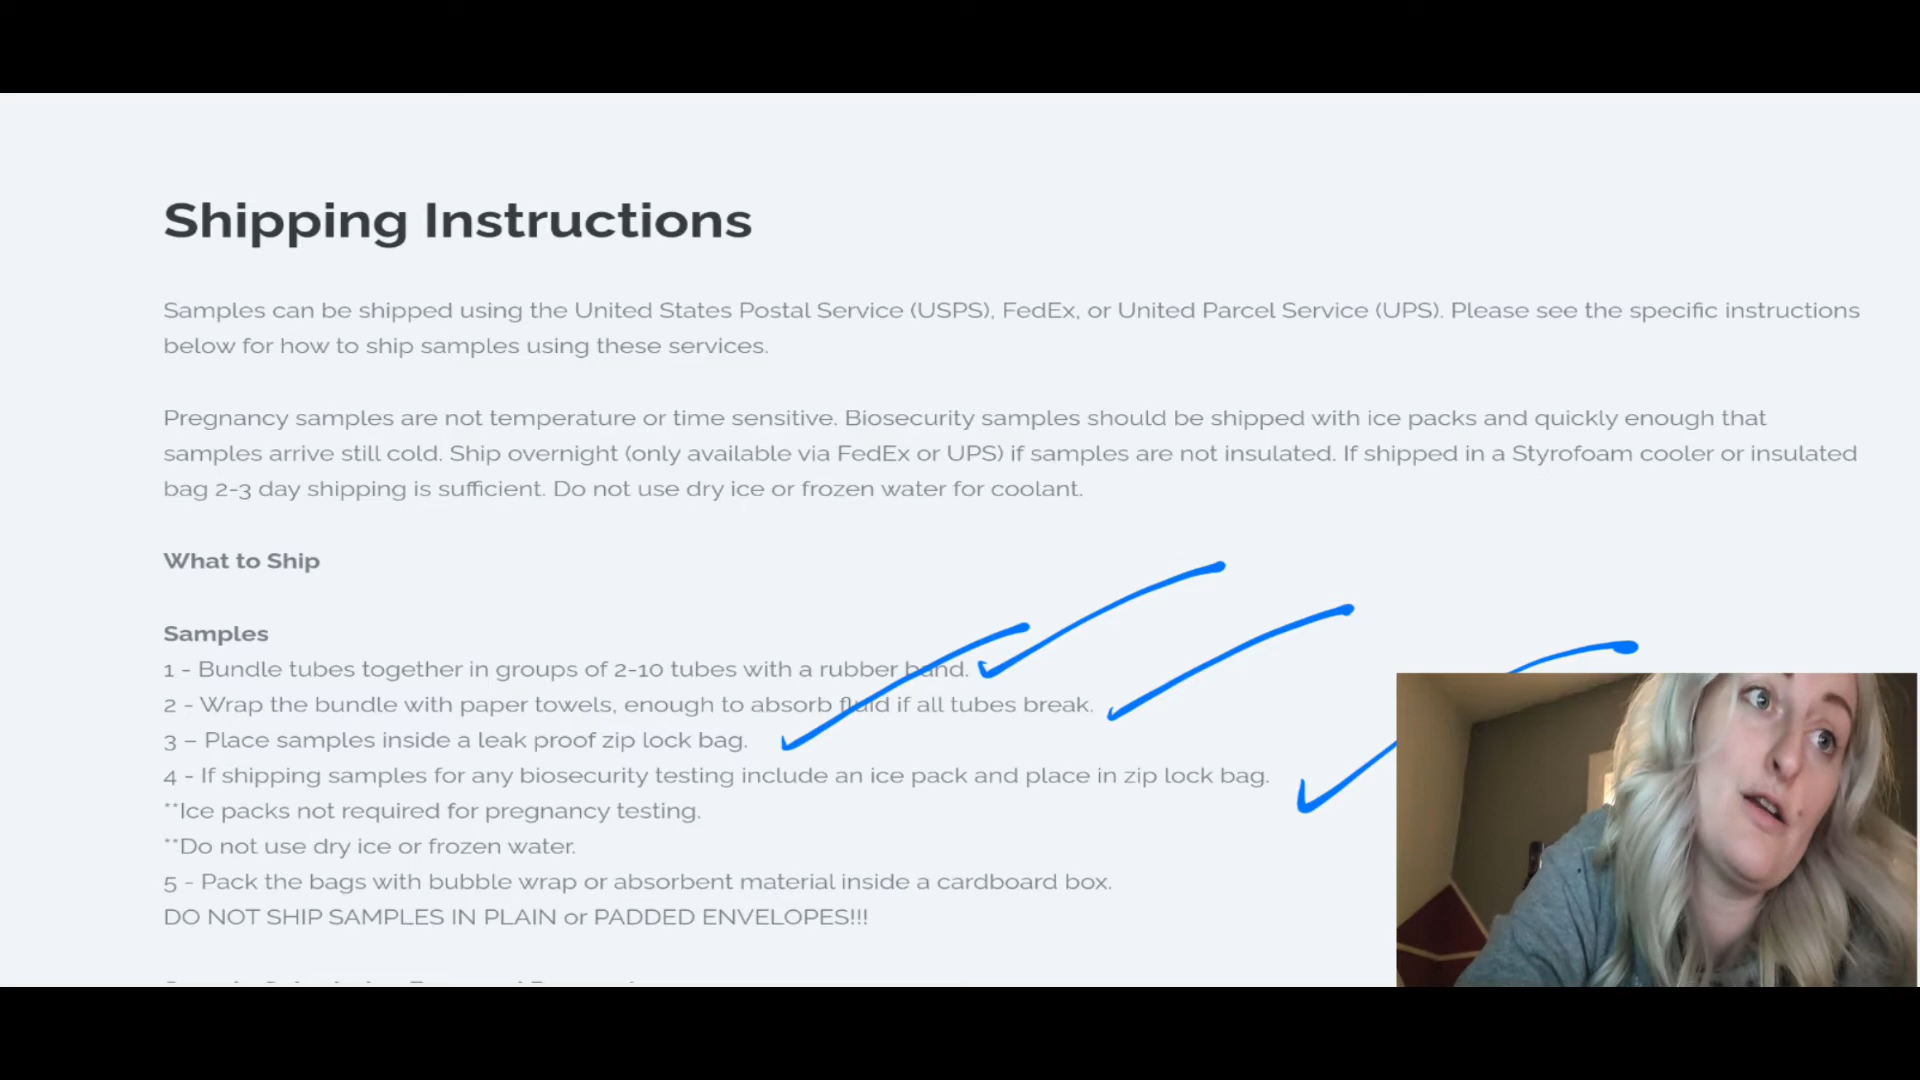 Shipping Instructions
Samples can be shipped using the United States Postal Service (USPS), FedEx, or United Parcel Service (UPS). Please see the specific instructions
below for how to ship samples using these services.
Pregnancy samples are not temperature or time sensitive. Biosecurity samples should be shipped with ice packs and quickly enough that
samples arrive still cold. Ship overnight (only available via FedEx or UPS) if samples are not insulated. If shipped in a Styrofoam cooler or insulated
bag 2-3 day shipping is sufficient. Do not use dry ice or frozen water for coolant.
What to Ship
Samples
1 - Bundle tubes together in groups of 2-10 tubes with a rubber band.
2 - Wrap the bundle with paper towels, enough to absorb fluid if all tubes break.
3 – Place samples inside a leak proof zip lock bag.
4 - If shipping samples for any biosecurity testing include an ice pack and place in zip lock bag.
**Ice packs not required for pregnancy testing.
**Do not use dry ice or frozen water.
5 - Pack the bags with bubble wrap or absorbent material inside a cardboard box.
DO NOT SHIP SAMPLES IN PLAIN or PADDED ENVELOPES!!!